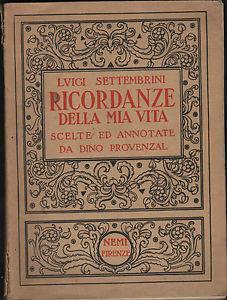 LVIGI SETTEMBRINI
RICORDANZE
DELLA MIA VITA
SCELTE ED ANNOTATE
DA DINO PROVENZAL
NEMI
FIRENZE